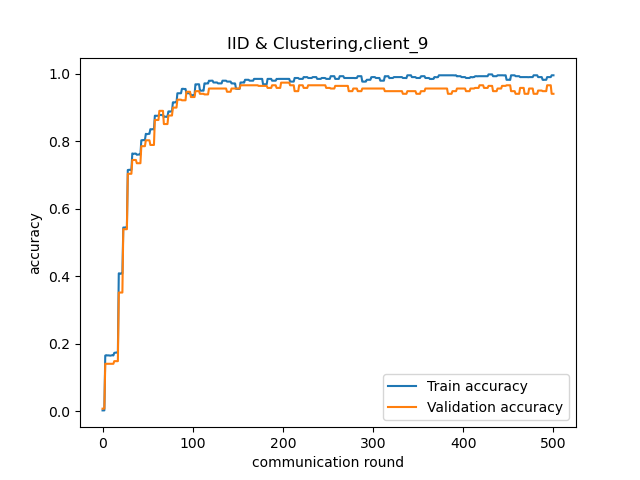 IID & Clustering,client_9
1.0
0.8
0.6
0.4
0.2
0.0
accuracy
Train accuracy
Validation accuracy
0 100 200 300 400 500
communication round